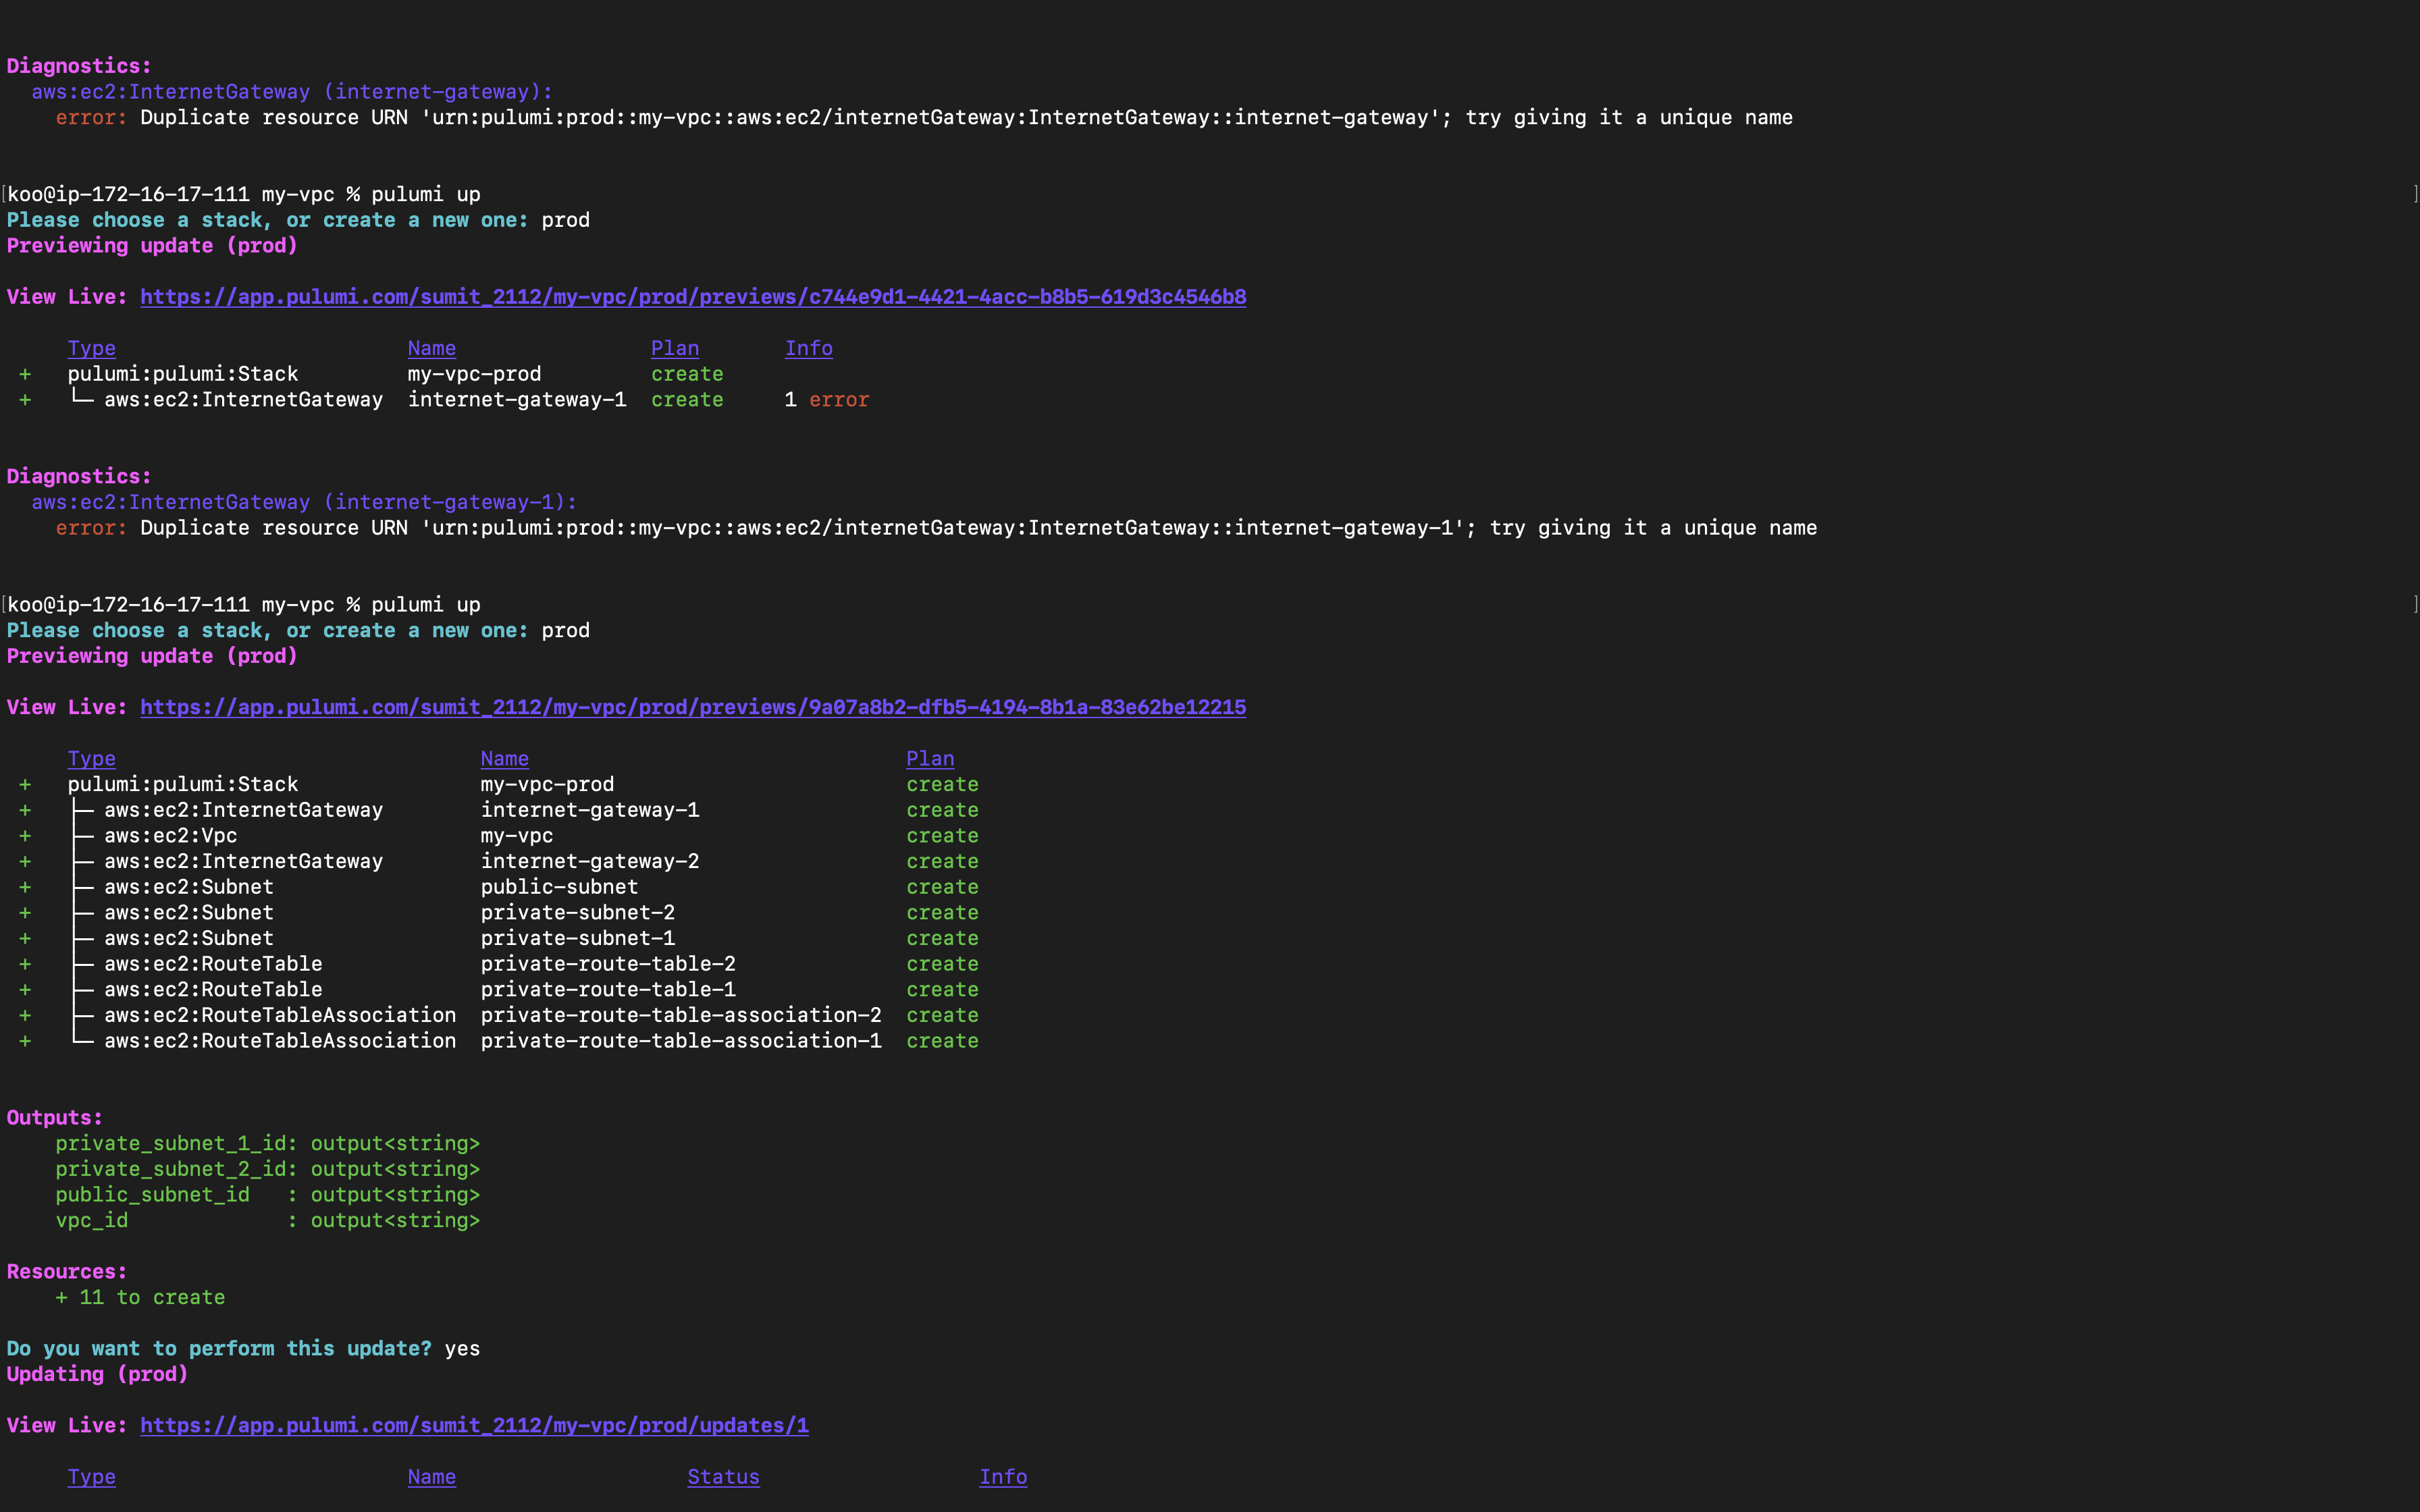 Diagnostics:
  aws:ec2:InternetGateway (internet-gateway):
    error: Duplicate resource URN 'urn:pulumi:prod::my-vpc::aws:ec2/internetGateway:InternetGateway::internet-gateway'; try giving it a unique name
[koo@ip-172-16-17-111 my-vpc % pulumi up ]
Please choose a stack, or create a new one: prod
Previewing update (prod)
View Live: https://app.pulumi.com/sumit_2112/my-vpc/prod/previews/c744e9d1-4421-4acc-b8b5-619d3c4546b8
     Type                        Name                Plan       Info
 +   pulumi:pulumi:Stack         my-vpc-prod         create
 +   └─ aws:ec2:InternetGateway  internet-gateway-1  create     1 error
Diagnostics:
  aws:ec2:InternetGateway (internet-gateway-1):
    error: Duplicate resource URN 'urn:pulumi:prod::my-vpc::aws:ec2/internetGateway:InternetGateway::internet-gateway-1'; try giving it a unique name
[koo@ip-172-16-17-111 my-vpc % pulumi up ]
Please choose a stack, or create a new one: prod
Previewing update (prod)
View Live: https://app.pulumi.com/sumit_2112/my-vpc/prod/previews/9a07a8b2-dfb5-4194-8b1a-83e62be12215
     Type                              Name                               Plan
 +   pulumi:pulumi:Stack               my-vpc-prod                        create
 +   ├─ aws:ec2:InternetGateway        internet-gateway-1                 create
 +   ├─ aws:ec2:Vpc                    my-vpc                             create
 +   ├─ aws:ec2:InternetGateway        internet-gateway-2                 create
 +   ├─ aws:ec2:Subnet                 public-subnet                      create
 +   ├─ aws:ec2:Subnet                 private-subnet-2                   create
 +   ├─ aws:ec2:Subnet                 private-subnet-1                   create
 +   ├─ aws:ec2:RouteTable             private-route-table-2              create
 +   ├─ aws:ec2:RouteTable             private-route-table-1              create
 +   ├─ aws:ec2:RouteTableAssociation  private-route-table-association-2  create
 +   └─ aws:ec2:RouteTableAssociation  private-route-table-association-1  create
Outputs:
    private_subnet_1_id: output<string>
    private_subnet_2_id: output<string>
    public_subnet_id   : output<string>
    vpc_id             : output<string>
Resources:
    + 11 to create
Do you want to perform this update? yes
Updating (prod)
View Live: https://app.pulumi.com/sumit_2112/my-vpc/prod/updates/1
     Type                        Name                   Status                  Info